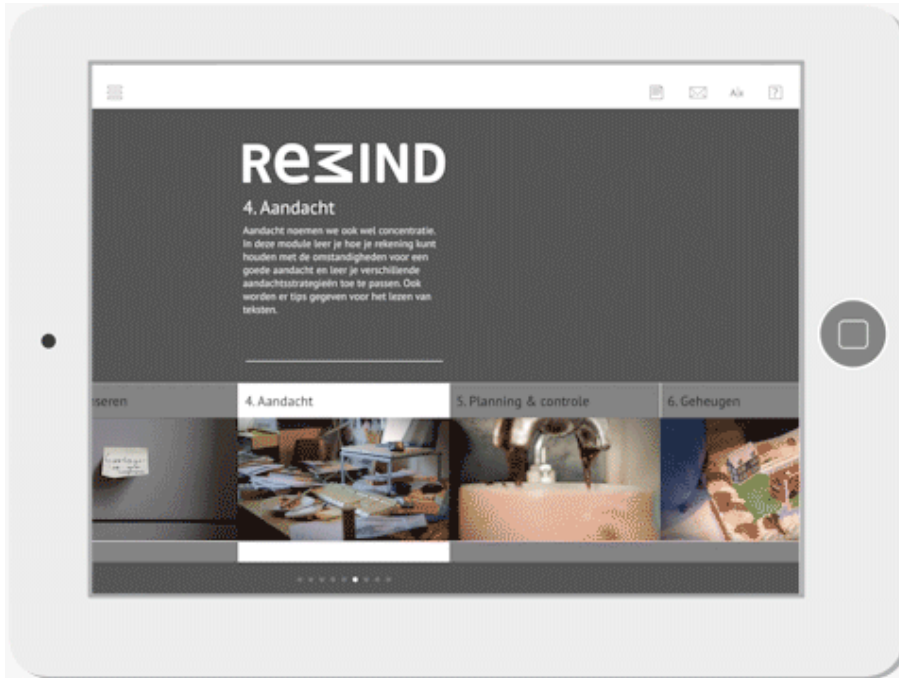 REMIND
4. Aandacht
Aandacht noemen we ook wel concentratie.
In deze module leer je hoe je rekening kunt
houden met de omstandigheden voor een
goede aandacht en leer je verschillende
aandachtsstrategieën toe te passen. Ook
worden er tips gegeven voor het lezen van
teksten.
nseren
4. Aandacht
5. Planning & controle
6. Geheugen